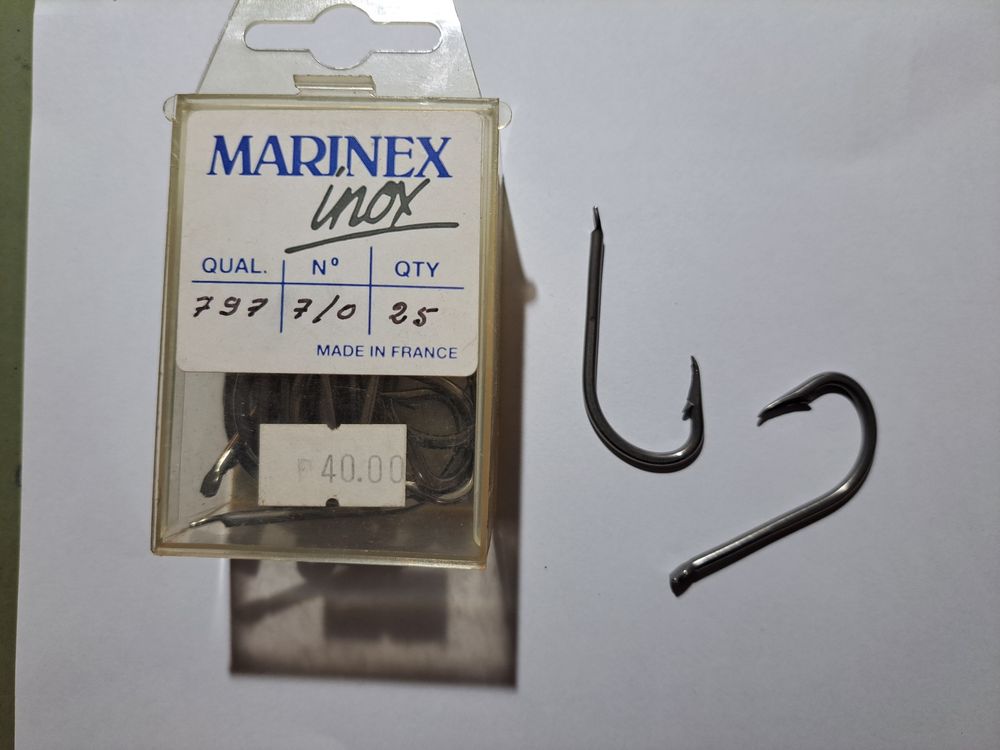 MARINEX
inox
QUAL. Nº QTY
797 7/0 25
MADE IN FRANCE
F 40.00